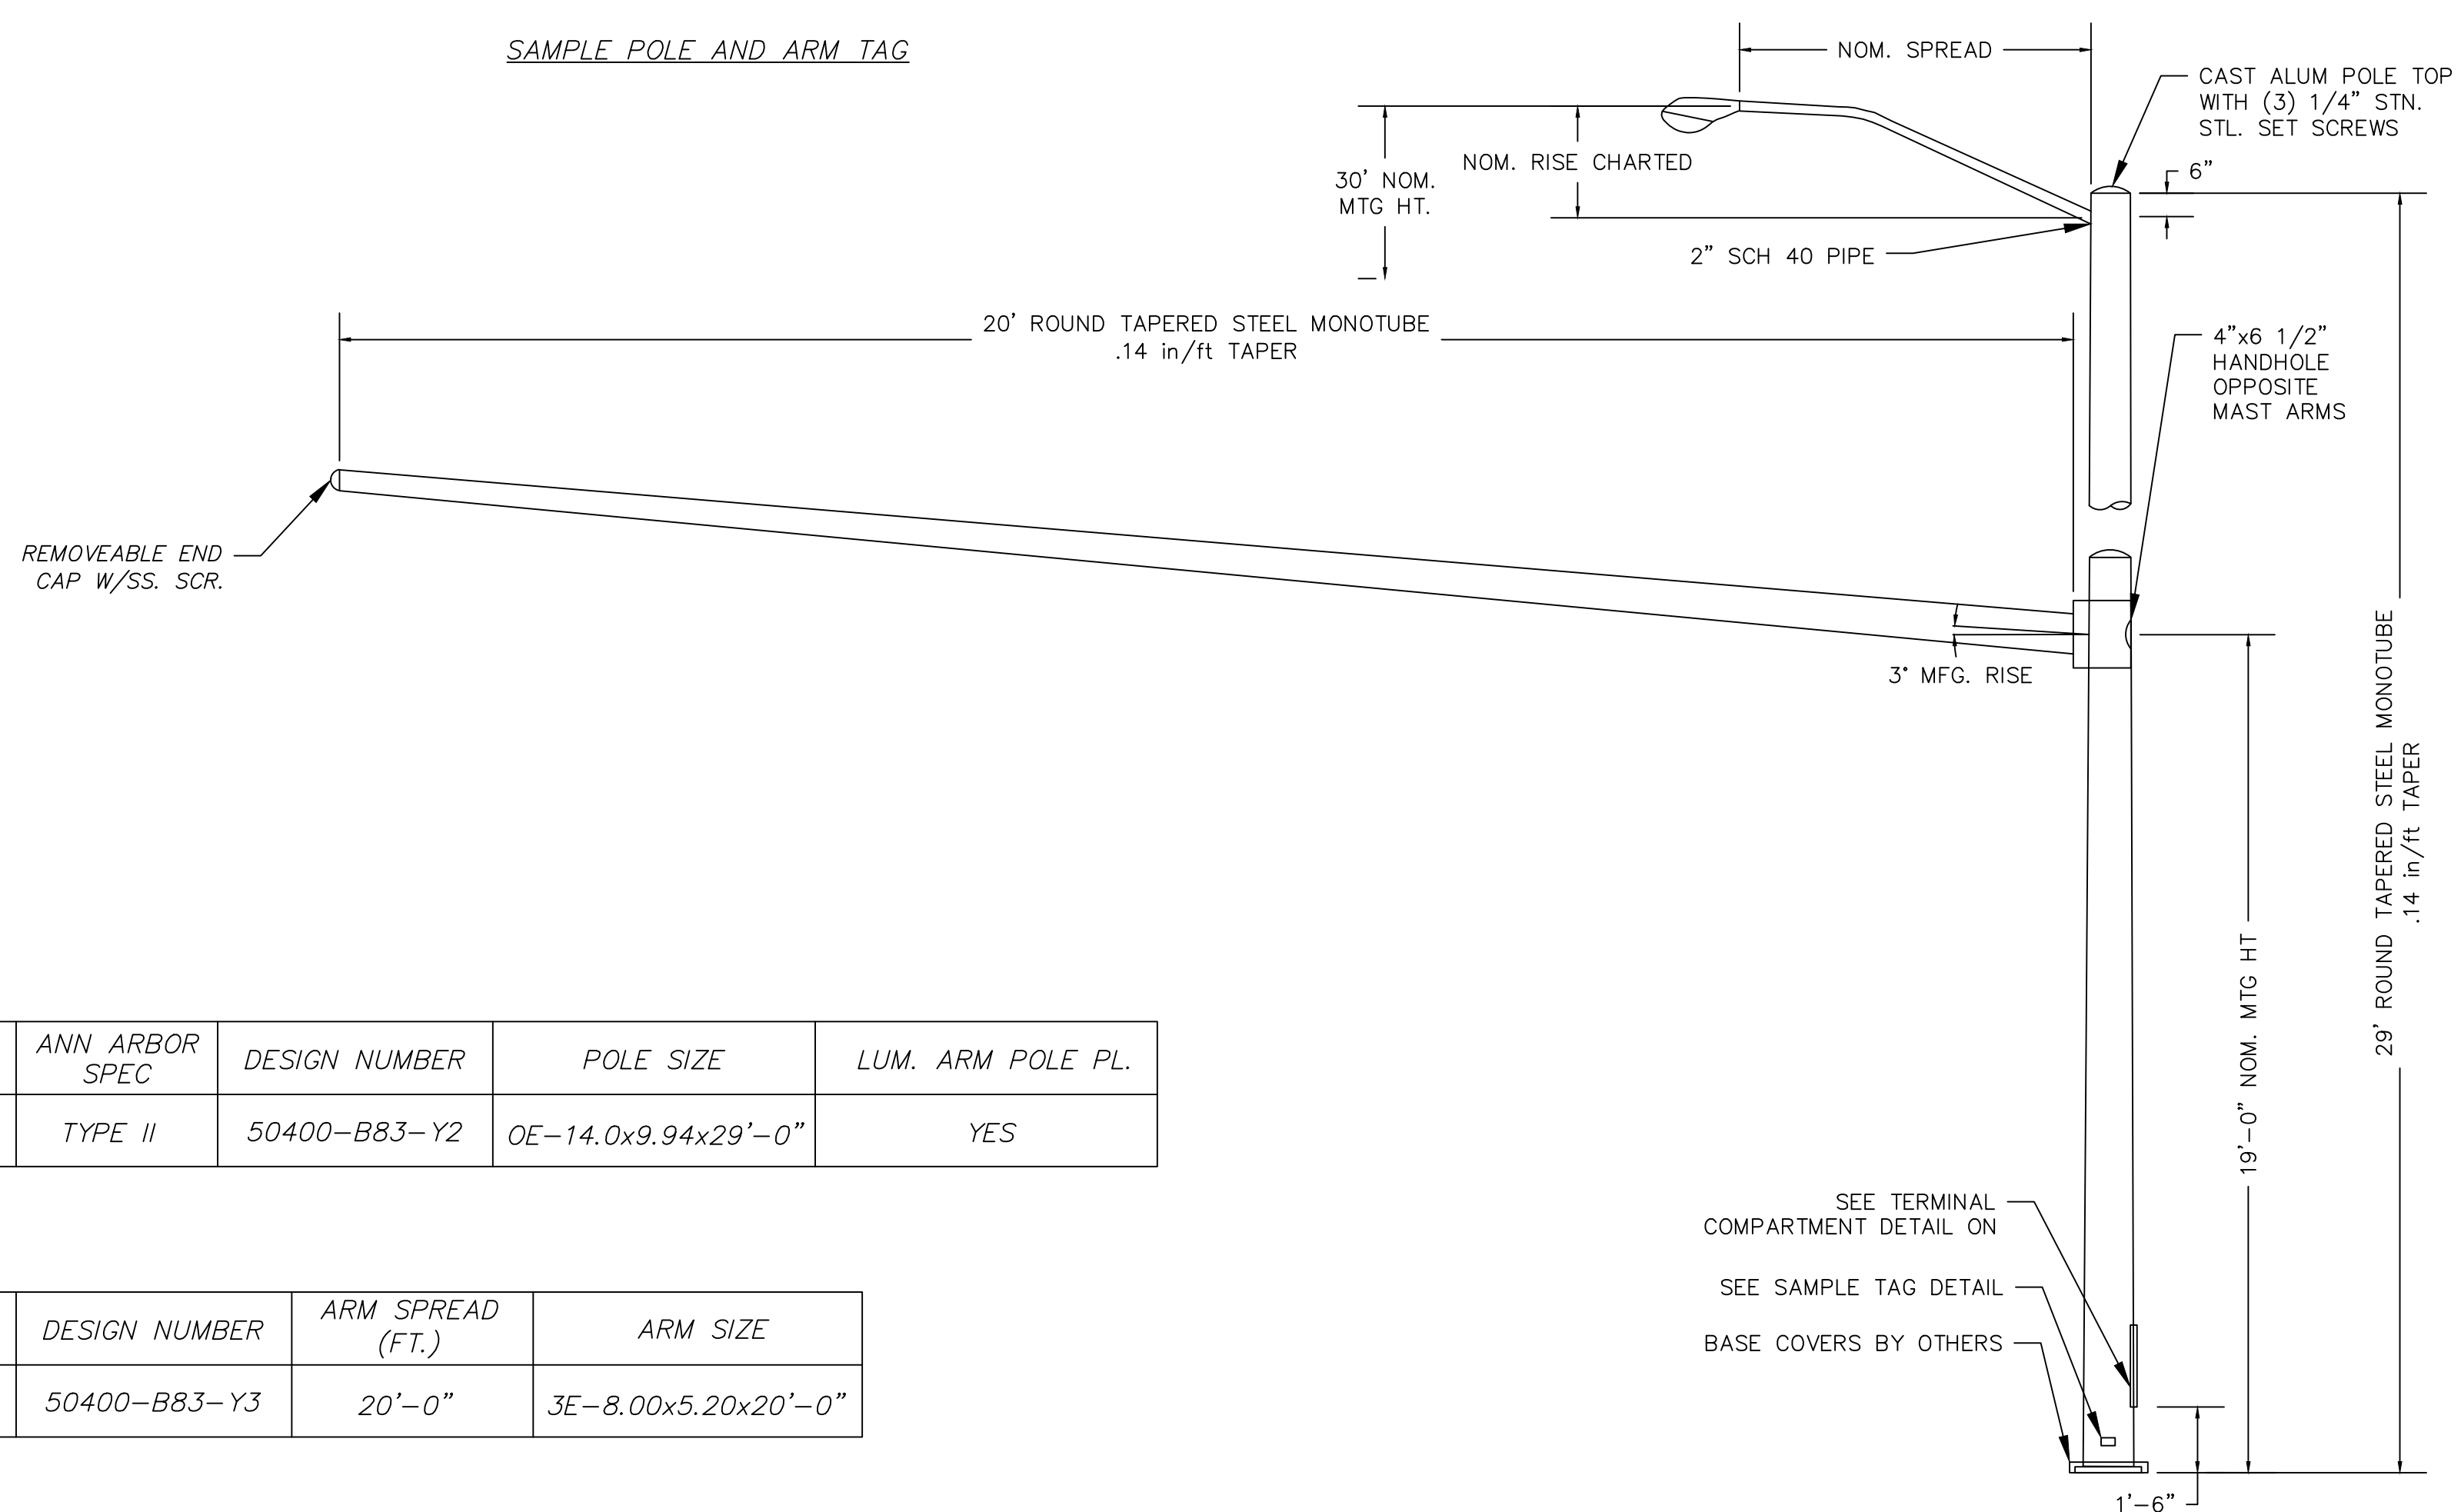 SAMPLE POLE AND ARM TAG
NOM. SPREAD
CAST ALUM POLE TOP
WITH (3) 1/4" STN.
STL. SET SCREWS
6"
NOM. RISE CHARTED
30' NOM.
MTG HT.
2" SCH 40 PIPE
20' ROUND TAPERED STEEL MONOTUBE
.14 in/ft TAPER
4"x6 1/2"
HANDHOLE
OPPOSITE
MAST ARMS
REMOVEABLE END
CAP W/SS. SCR.
3° MFG. RISE
29' ROUND TAPERED STEEL MONOTUBE
.14 in/ft TAPER
19'-0" NOM. MTG HT
ANN ARBOR
SPEC
DESIGN NUMBER
POLE SIZE
LUM. ARM POLE PL.
TYPE II
50400-B83-Y2
OE-14.0x9.94x29'-0"
YES
SEE TERMINAL
COMPARTMENT DETAIL ON
SEE SAMPLE TAG DETAIL
BASE COVERS BY OTHERS
DESIGN NUMBER
ARM SPREAD
(FT.)
ARM SIZE
50400-B83-Y3
20'-0"
3E-8.00x5.20x20'-0"
1'-6"